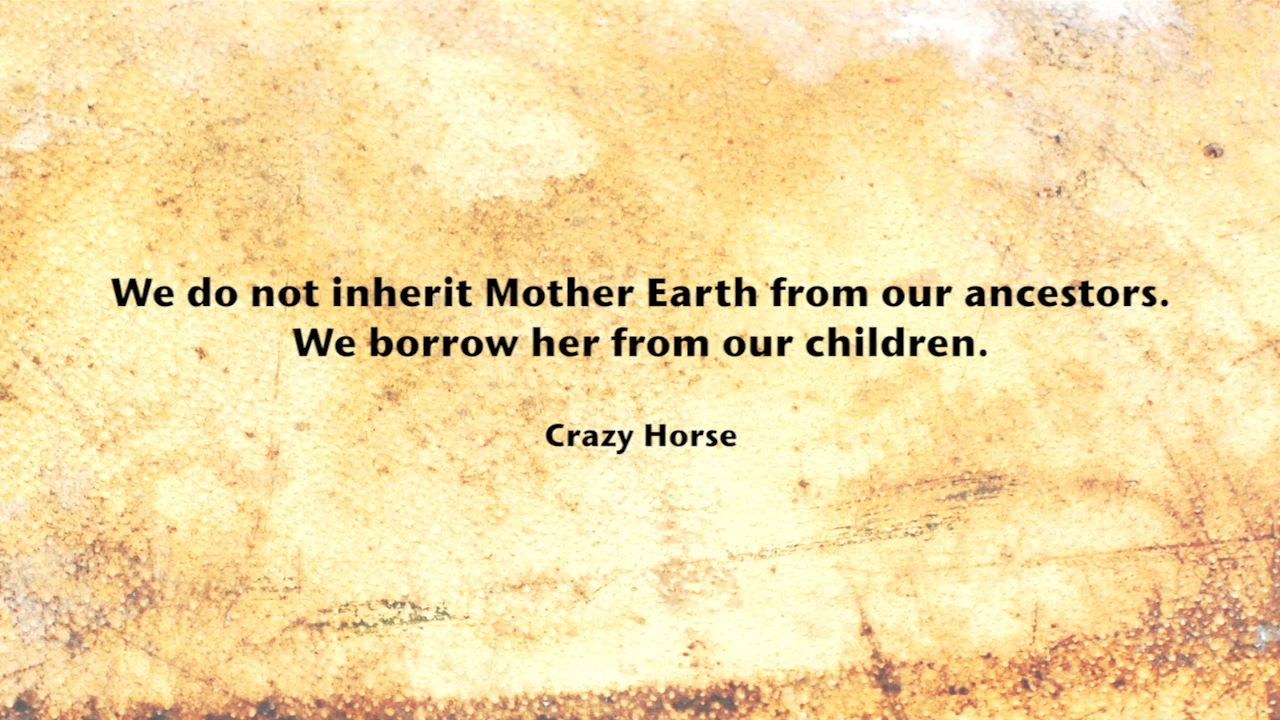 We do not inherit Mother Earth from our ancestors.
We borrow her from our children.
Crazy Horse